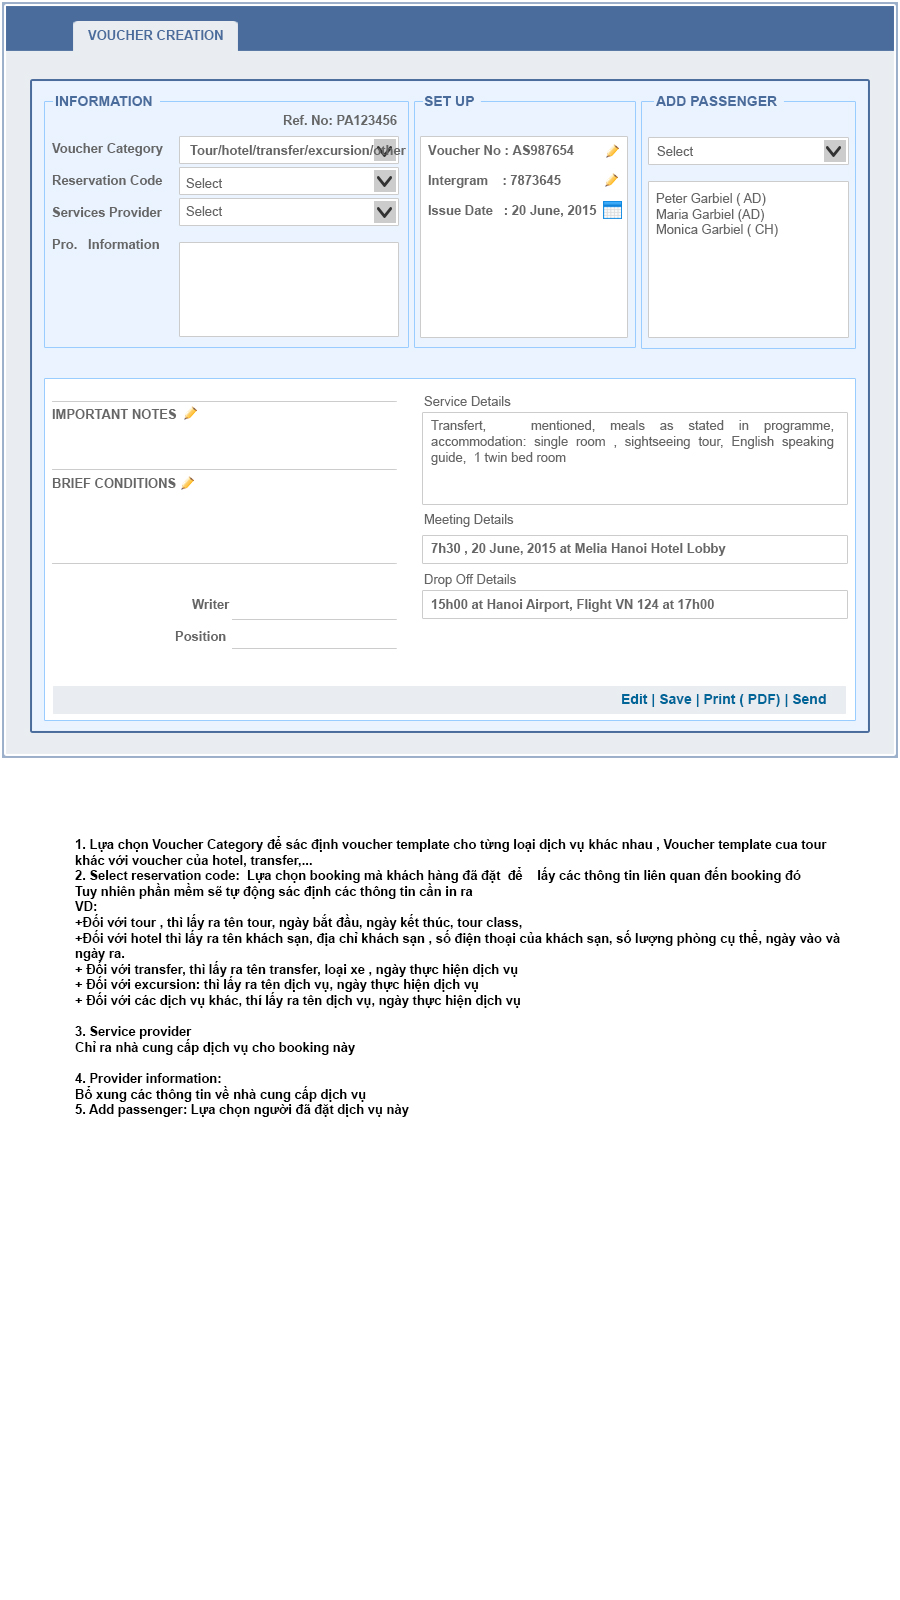 VOUCHER CREATION
INFORMATION
Ref. No: PA123456
Voucher Category Tour/hotel/transfer/excursion/other
Reservation Code Select
Services Provider Select
Pro. Information
SET UP
Voucher No : AS987654
Intergram : 7873645
Issue Date : 20 June, 2015
ADD PASSENGER
Select
Peter Garbiel ( AD)
Maria Garbiel (AD)
Monica Garbiel ( CH)
IMPORTANT NOTES
BRIEF CONDITIONS
Writer
Position
Service Details
Transfert, mentioned, meals as stated in programme,
accommodation: single room , sightseeing tour, English speaking
guide, 1 twin bed room
Meeting Details
7h30 , 20 June, 2015 at Melia Hanoi Hotel Lobby
Drop Off Details
15h00 at Hanoi Airport, Flight VN 124 at 17h00
Edit | Save | Print ( PDF) | Send
1. Lựa chọn Voucher Category để sác định voucher template cho từng loại dịch vụ khác nhau , Voucher template cua tour
khác với voucher của hotel, transfer,...
2. Select reservation code: Lựa chọn booking mà khách hàng đã đặt để lấy các thông tin liên quan đến booking đó
Tuy nhiên phần mềm sẽ tự động sác định các thông tin cần in ra
VD:
+Đối với tour , thì lấy ra tên tour, ngày bắt đầu, ngày kết thúc, tour class,
+Đối với hotel thì lấy ra tên khách sạn, địa chỉ khách sạn , số điện thoại của khách sạn, số lượng phòng cụ thể, ngày vào và
ngày ra.
+ Đối với transfer, thì lấy ra tên transfer, loại xe , ngày thực hiện dịch vụ
+ Đối với excursion: thì lấy ra tên dịch vụ, ngày thực hiện dịch vụ
+ Đối với các dịch vụ khác, thí lấy ra tên dịch vụ, ngày thực hiện dịch vụ
3. Service provider
Chỉ ra nhà cung cấp dịch vụ cho booking này
4. Provider information:
Bổ xung các thông tin về nhà cung cấp dịch vụ
5. Add passenger: Lựa chọn người đã đặt dịch vụ này